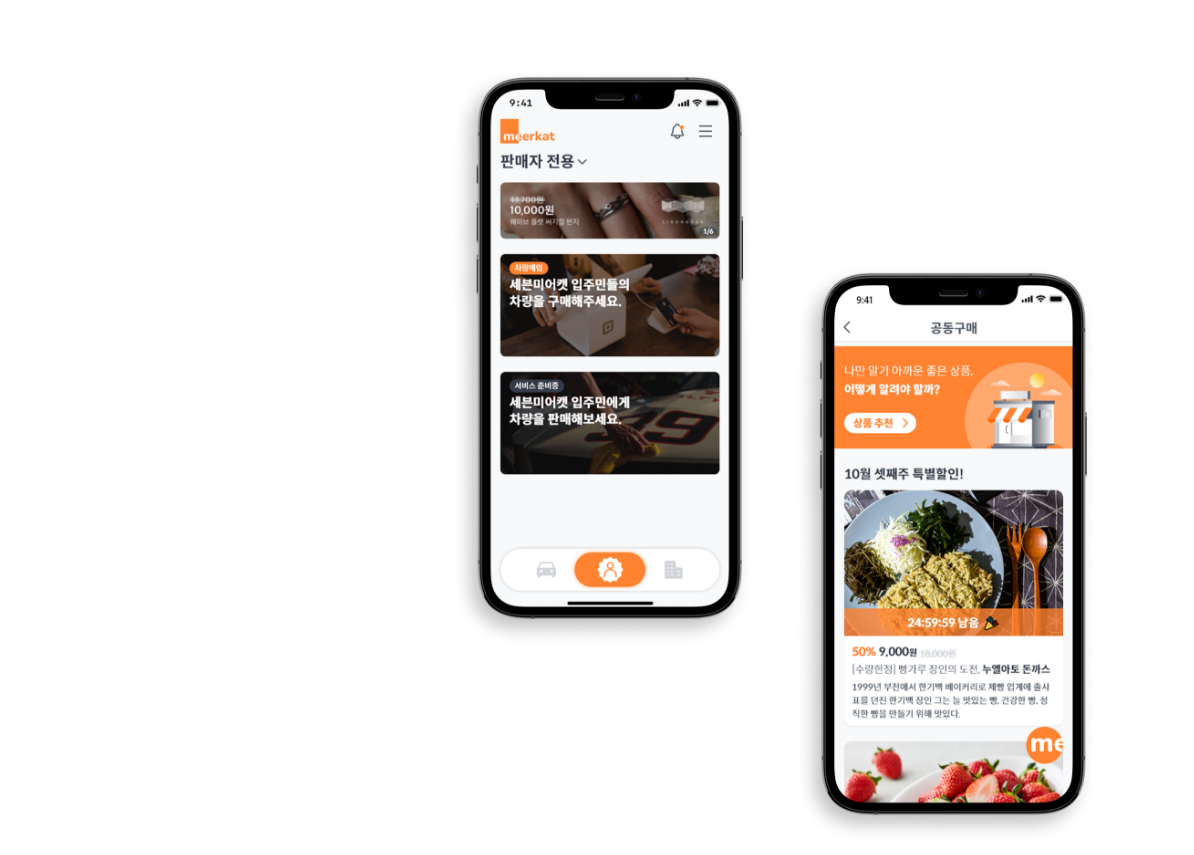 9:41
meerkat
판매자 전용
13,700원
10,000원
웨이브 플랫 써지컬 반지
1/6
차량매입
세븐미어캣 입주민들의
차량을 구매해주세요.
서비스 준비중
세븐미어캣 입주민에게
차량을 판매해보세요.
9:41
공동구매
나만 알기 아까운 좋은 상품,
어떻게 알려야 할까?
상품 추천
10월 셋째주 특별할인!
24:59:59 남음
50% 9,000원 18,000원
[수량한정] 빵가루 장인의 도전, 누엘아토 돈까스
1999년 부천에서 한기백 베이커리로 제빵 업계에 출사
표를 던진 한기백 장인 그는 늘 맛있는 빵, 건강한 빵, 정
직한 빵을 만들기 위해 맛있다.
me